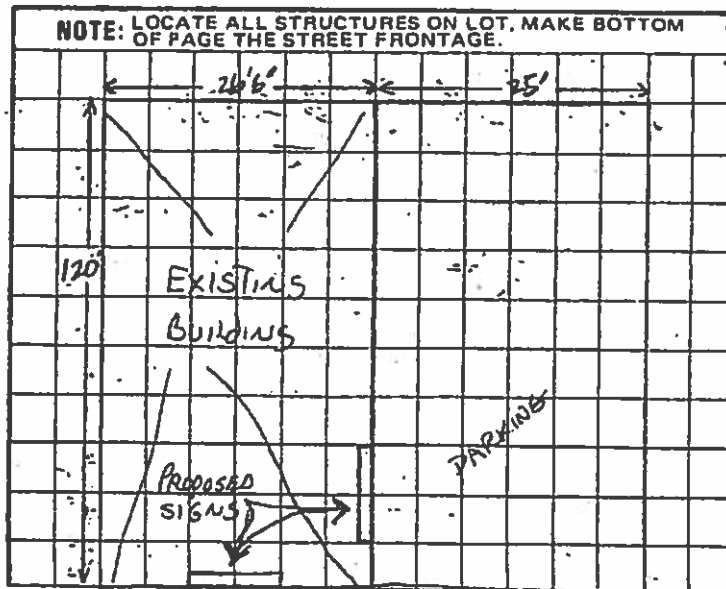 NOTE: LOCATE ALL STRUCTURES ON LOT, MAKE BOTTOM
OF PAGE THE STREET FRONTAGE.
26'6"
25'
120'
EXISTING
BUILDING
PARKING
PROPOSED
SIGNS